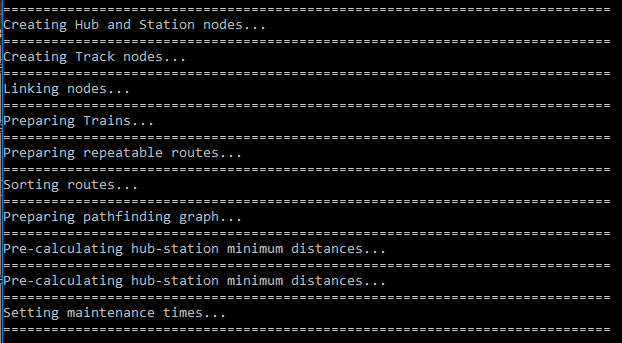 ============================================================================
Creating Hub and Station nodes...
============================================================================
Creating Track nodes...
============================================================================
Linking nodes...
============================================================================
Preparing Trains...
============================================================================
Preparing repeatable routes...
============================================================================
Sorting routes...
============================================================================
Preparing pathfinding graph...
============================================================================
Pre-calculating hub-station minimum distances...
============================================================================
Pre-calculating hub-station minimum distances...
============================================================================
Setting maintenance times...
============================================================================